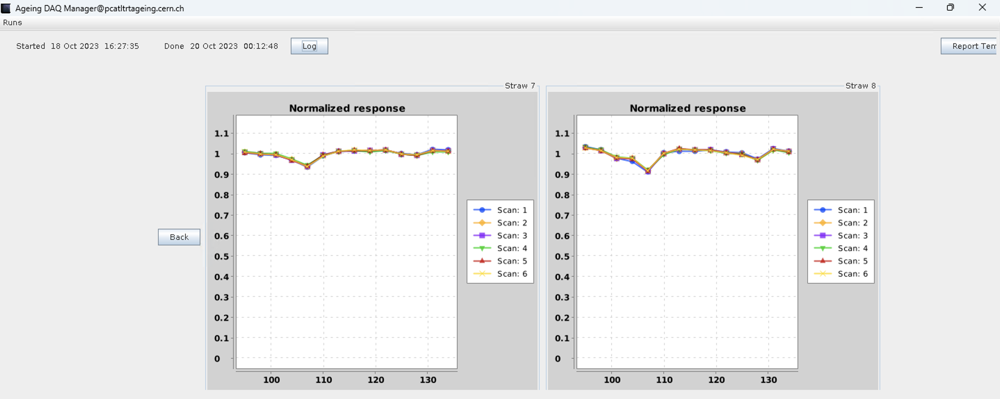 Ageing DAQ Manager@pcatltrtageing.cern.ch
Runs
Started 18 Oct 2023 16:27:35 Done 20 Oct 2023 00:12:48 Log Report Tem
Straw 7
Normalized response
1.1
1
0.9
0.8
0.7
0.6
0.5
0.4
0.3
0.2
0.1
0
100 110 120 130
Scan: 1
Scan: 2
Scan: 3
Scan: 4
Scan: 5
Scan: 6
Back
Straw 8
Normalized response
1.1
1
0.9
0.8
0.7
0.6
0.5
0.4
0.3
0.2
0.1
0
100 110 120 130
Scan: 1
Scan: 2
Scan: 3
Scan: 4
Scan: 5
Scan: 6